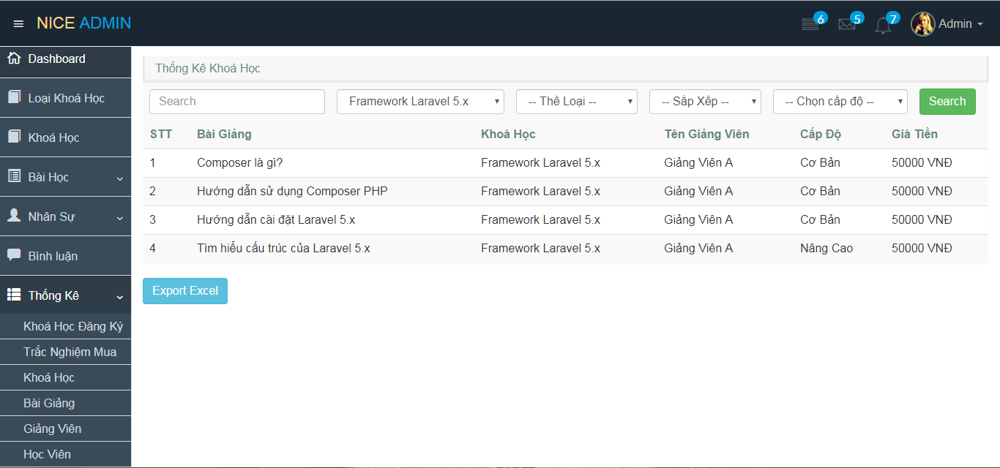 NICE ADMIN
6
5
7
Admin
Dashboard
Loại Khoá Học
Khoá Học
Bài Học
Nhân Sự
Bình luận
Thống Kê
Khoá Học Đăng Ký
Trắc Nghiệm Mua
Khoá Học
Bài Giảng
Giảng Viên
Học Viên
Thống Kê Khoá Học
Search Framework Laravel 5.x -- Thể Loại -- -- Sắp Xếp -- -- Chọn cấp độ -- Search
STT Bài Giảng Khoá Học Tên Giảng Viên Cấp Độ Giá Tiền
1 Composer là gì? Framework Laravel 5.x Giảng Viên A Cơ Bản 50000 VNĐ
2 Hướng dẫn sử dụng Composer PHP Framework Laravel 5.x Giảng Viên A Cơ Bản 50000 VNĐ
3 Hướng dẫn cài đặt Laravel 5.x Framework Laravel 5.x Giảng Viên A Cơ Bản 50000 VNĐ
4 Tìm hiểu cấu trúc của Laravel 5.x Framework Laravel 5.x Giảng Viên A Nâng Cao 50000 VNĐ
Export Excel